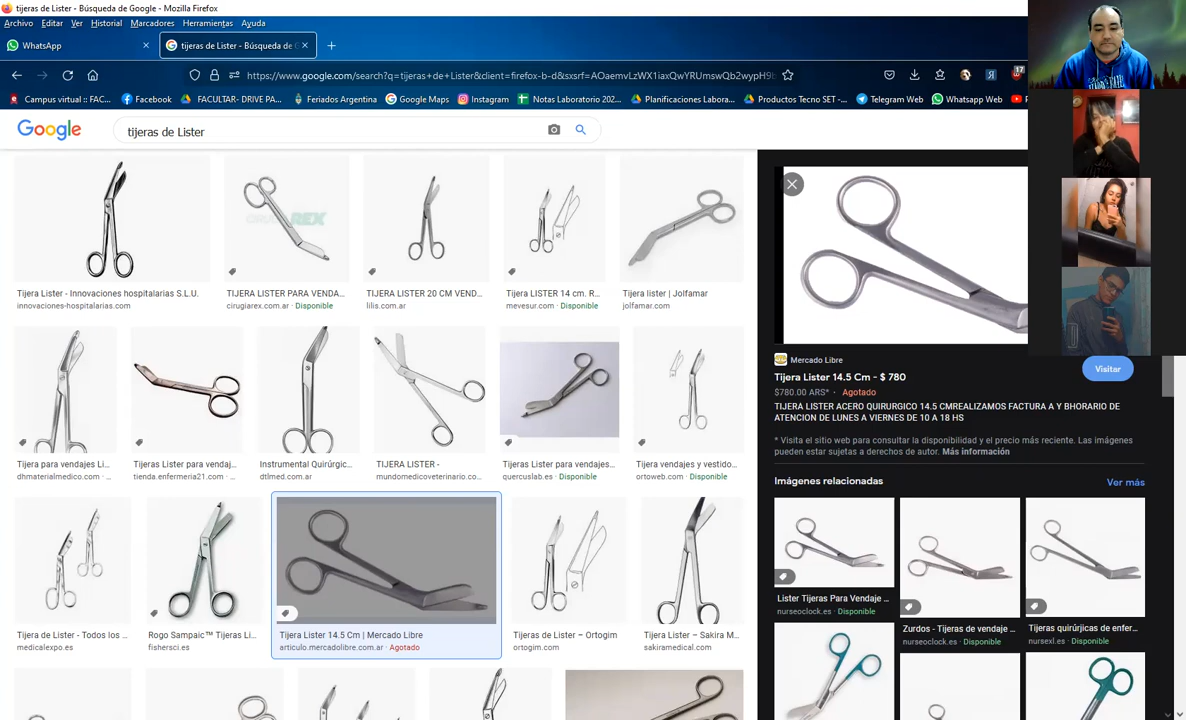 tijeras de Lister - Búsqueda de Google - Mozilla Firefox
Archivo Editar Ver Historial Marcadores Herramientas Ayuda
WhatsApp
tijeras de Lister - Búsqueda de G
https://www.google.com/search?q=tijeras+de+Lister&client=firefox-b-d&sxsrf=AOaemvLzWX1iaxQwYRUmswQb2wypH9
17
Campus virtual :: FAC...
Facebook
FACULTAR- DRIVE PA...
Feriados Argentina
Google Maps
Instagram
Notas Laboratorio 202...
Planificaciones Labora...
Productos Tecno SET -...
Telegram Web
Whatsapp Web
Google
tijeras de Lister
CIRUGIA REX
Tijera Lister - Innovaciones hospitalarias S.L.U.
innovaciones-hospitalarias.com
TIJERA LISTER PARA VENDA...
cirugiarex.com.ar · Disponible
TIJERA LISTER 20 CM VEND...
lilis.com.ar
Tijera LISTER 14 cm. R...
mevesur.com · Disponible
Tijera lister | Jolfamar
jolfamar.com
Tijera para vendajes Li...
dhmaterialmedico.com · ...
Tijeras Lister para vendaj...
tienda.enfermeria21.com · ...
Instrumental Quirúrgic...
dtlmed.com.ar
TIJERA LISTER -
mundomedicoveterinario.co...
Tijeras Lister para vendajes...
quercuslab.es · Disponible
Tijera vendajes y vestido...
ortoweb.com · Disponible
Tijera de Lister - Todos los ...
medicalexpo.es
Rogo Sampaic™ Tijeras Li...
fishersci.es
Tijera Lister 14.5 Cm | Mercado Libre
articulo.mercadolibre.com.ar · Agotado
Tijeras de Lister – Ortogim
ortogim.com
Tijera Lister – Sakira M...
sakiramedical.com
Mercado Libre
Tijera Lister 14.5 Cm - $ 780
Visitar
$780.00 ARS* · Agotado
TIJERA LISTER ACERO QUIRURGICO 14.5 CMREALIZAMOS FACTURA A Y BHORARIO DE
ATENCION DE LUNES A VIERNES DE 10 A 18 HS
* Visita el sitio web para consultar la disponibilidad y el precio más reciente. Las imágenes
pueden estar sujetas a derechos de autor. Más información
Imágenes relacionadas
Ver más
Lister Tijeras Para Vendaje ...
nurseoclock.es · Disponible
Zurdos - Tijeras de vendaje ...
nurseoclock.es · Disponible
Tijeras quirúrjicas de enfer...
nursexl.es · Disponible